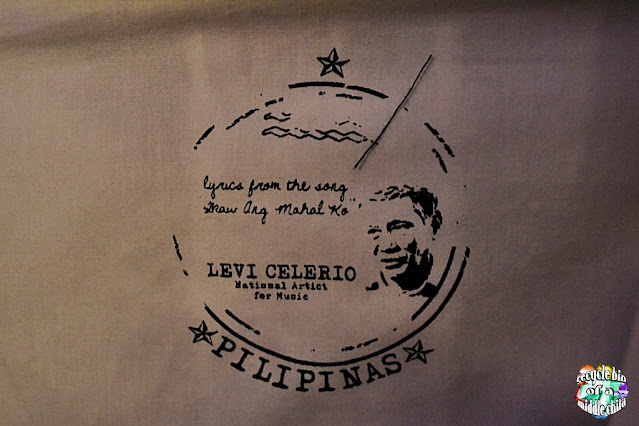 lyrics from the song
"Ikaw Ang Mahal Ko"
LEVI CELERIO
National Artist
for Music
PILIPINAS
recycle bin
of a
middle child